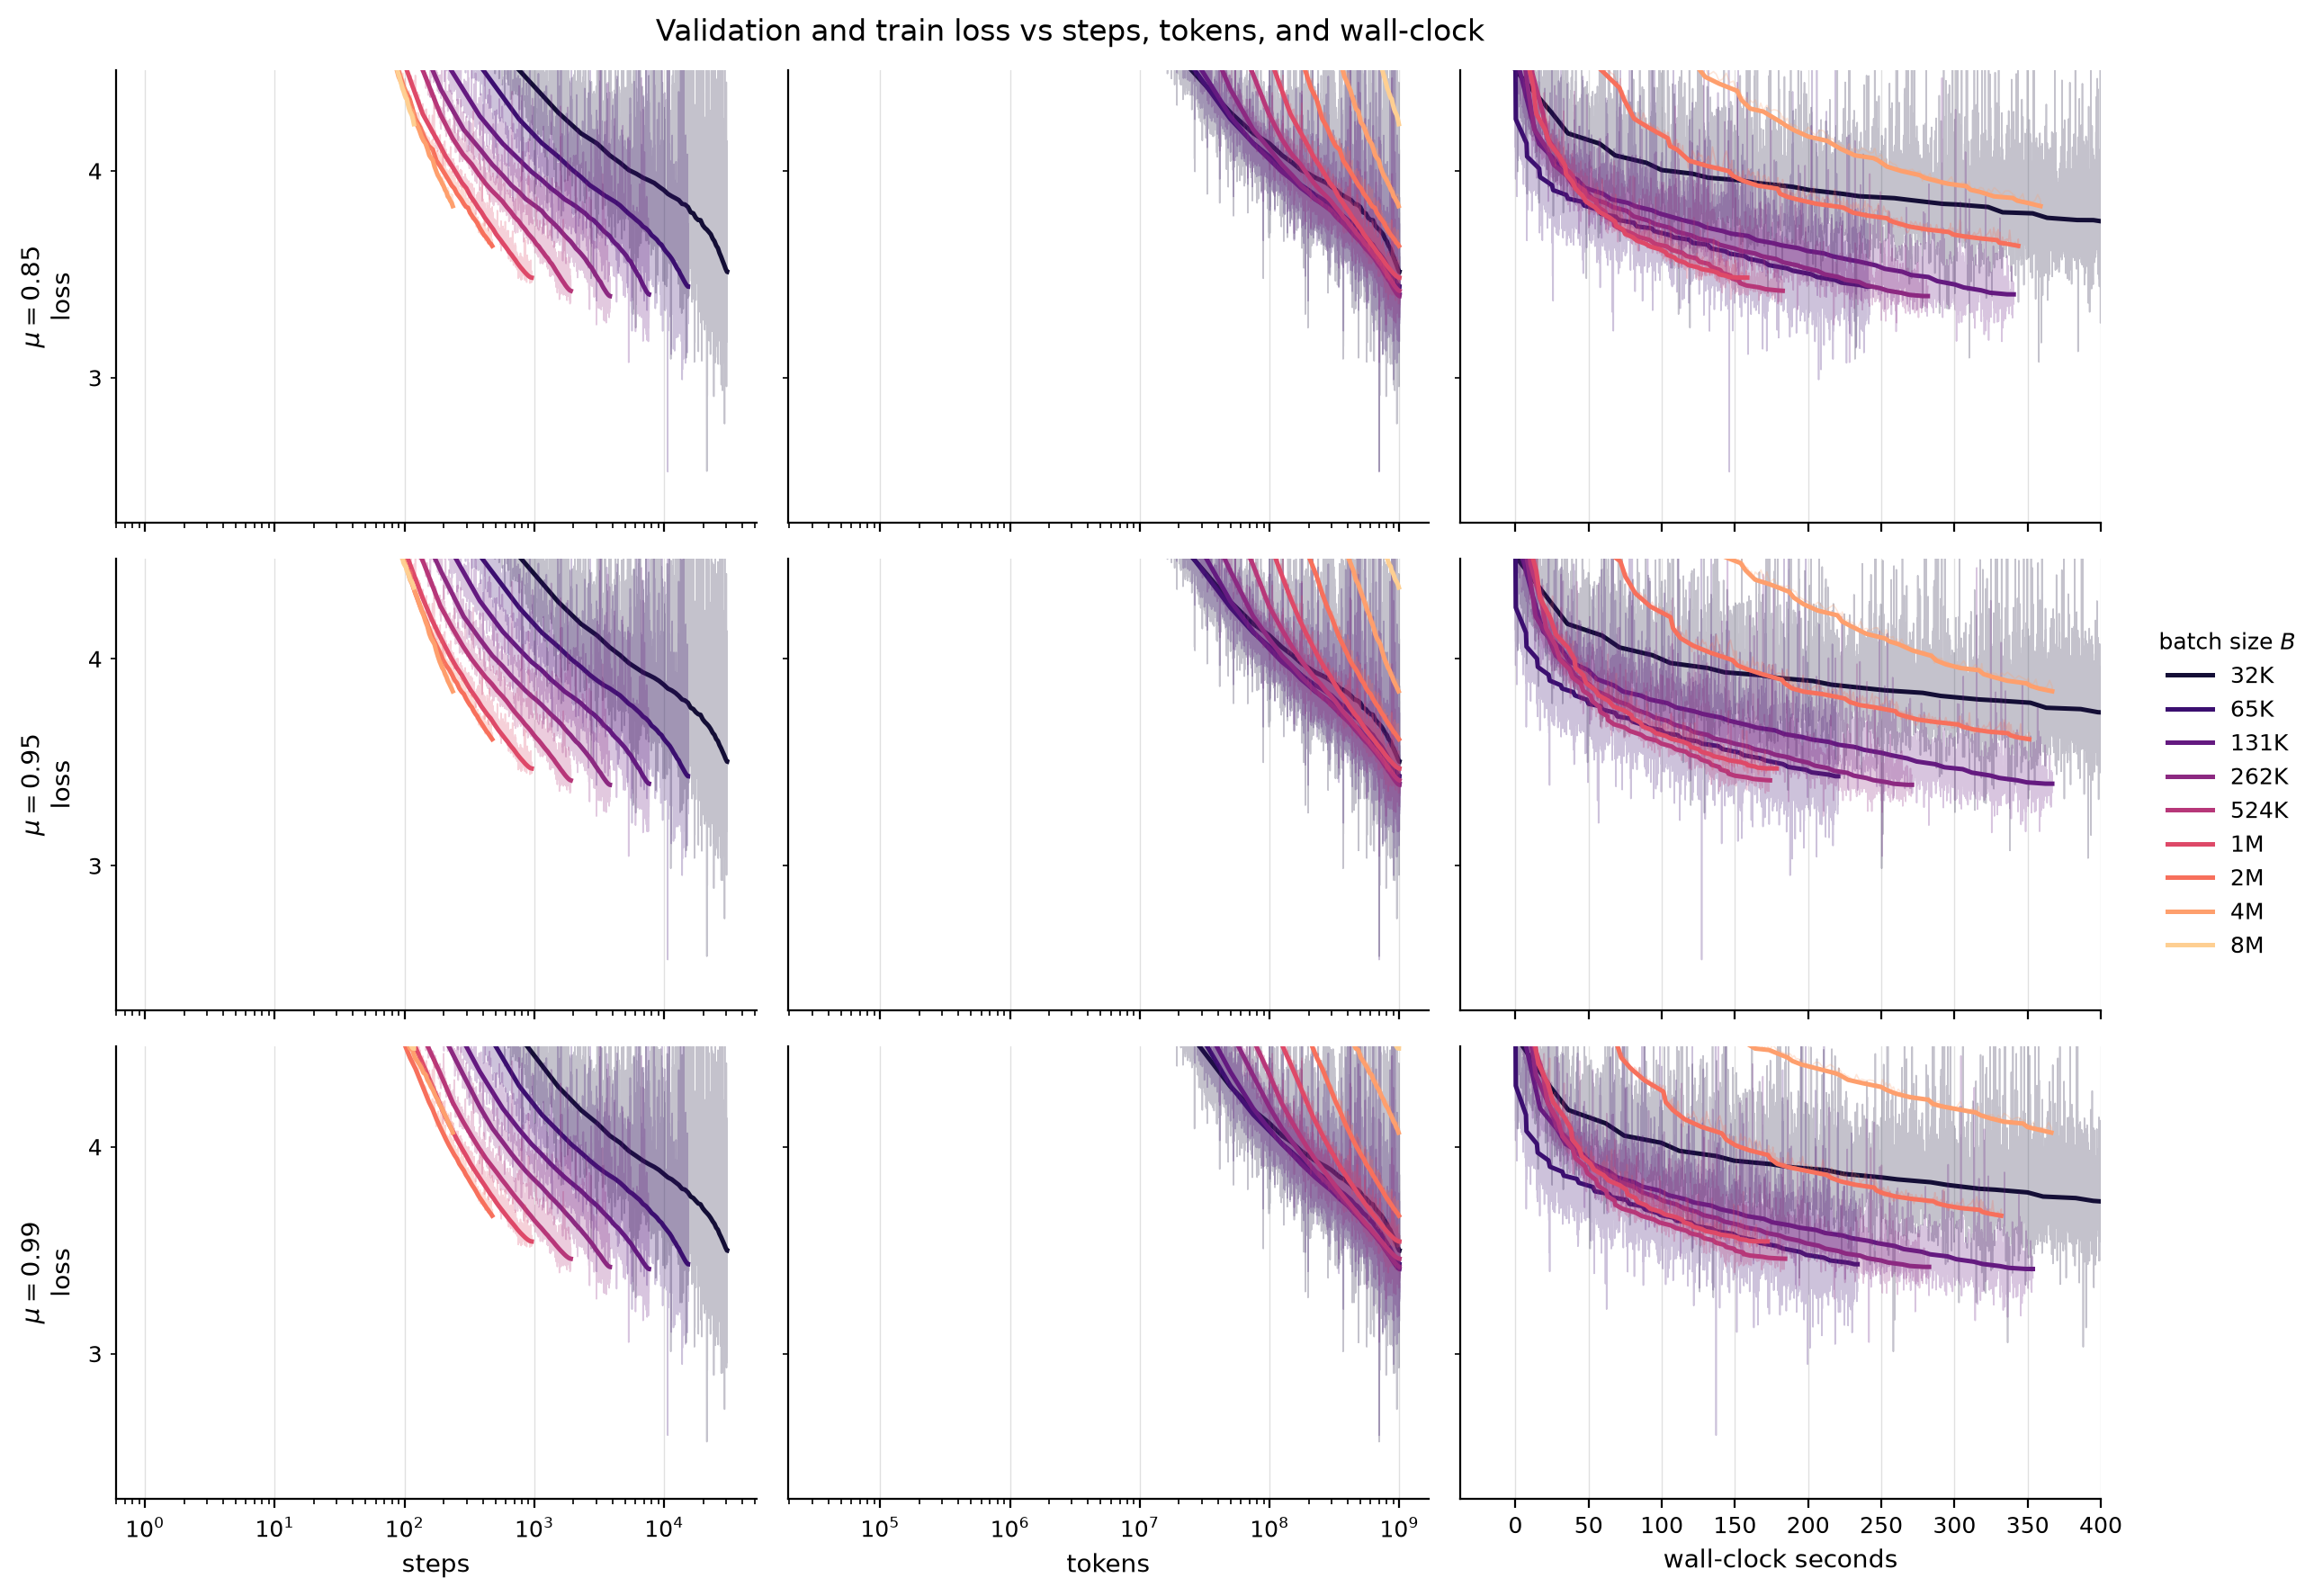 Validation and train loss vs steps, tokens, and wall-clock
μ = 0.85
loss
4
3
μ = 0.95
loss
4
3
μ = 0.99
loss
4
3
10⁰ 10¹ 10² 10³ 10⁴
steps
10⁵ 10⁶ 10⁷ 10⁸ 10⁹
tokens
0 50 100 150 200 250 300 350 400
wall-clock seconds
batch size B
32K
65K
131K
262K
524K
1M
2M
4M
8M